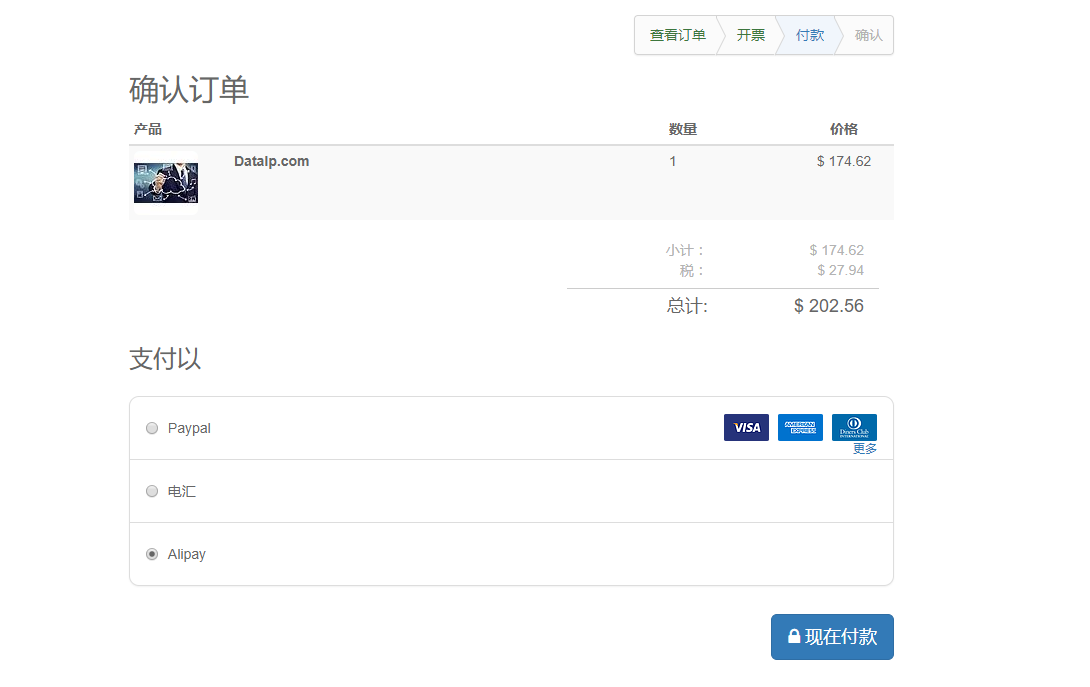 查看订单 开票 付款 确认
确认订单
产品 数量 价格
Datalp.com 1 $ 174.62
小计： $ 174.62
税： $ 27.94
总计: $ 202.56
支付以
Paypal VISA AMERICAN EXPRESS Diners Club INTERNATIONAL
更多
电汇
Alipay
现在付款